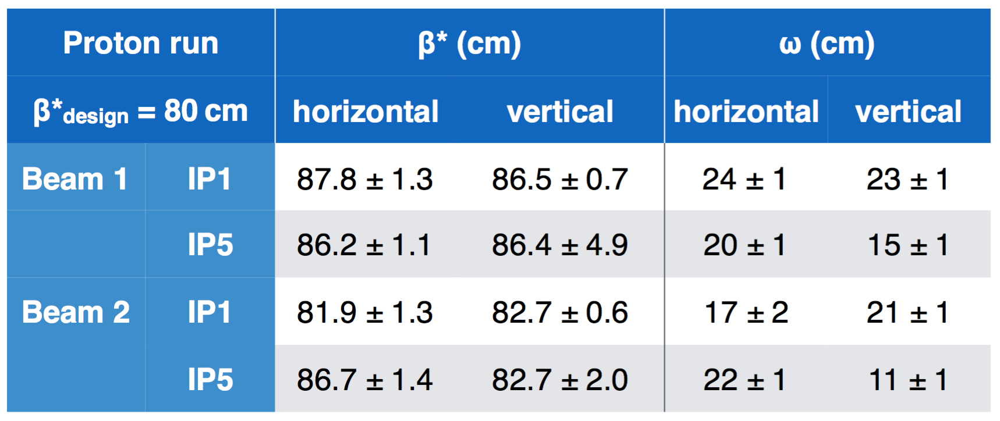 Proton run β* (cm) ω (cm)
β*design = 80 cm horizontal vertical horizontal vertical
Beam 1 IP1 87.8 ± 1.3 86.5 ± 0.7 24 ± 1 23 ± 1
IP5 86.2 ± 1.1 86.4 ± 4.9 20 ± 1 15 ± 1
Beam 2 IP1 81.9 ± 1.3 82.7 ± 0.6 17 ± 2 21 ± 1
IP5 86.7 ± 1.4 82.7 ± 2.0 22 ± 1 11 ± 1